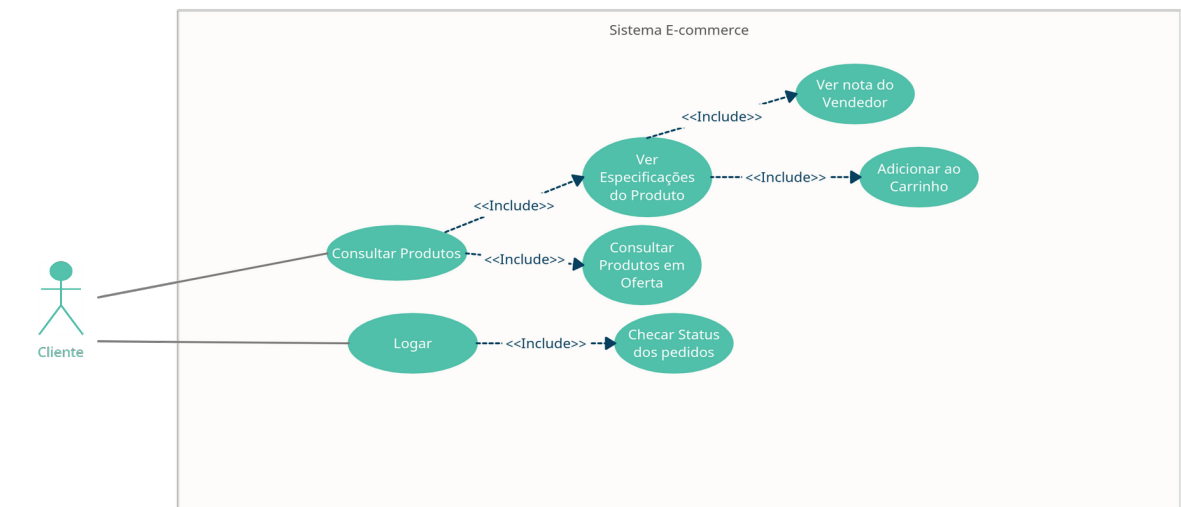 Sistema E-commerce
Ver nota do
Vendedor
<<Include>>
Ver
Especificações
do Produto
<<Include>>
Adicionar ao
Carrinho
<<Include>>
Consultar Produtos
<<Include>>
Consultar
Produtos em
Oferta
Logar
<<Include>>
Checar Status
dos pedidos
Cliente